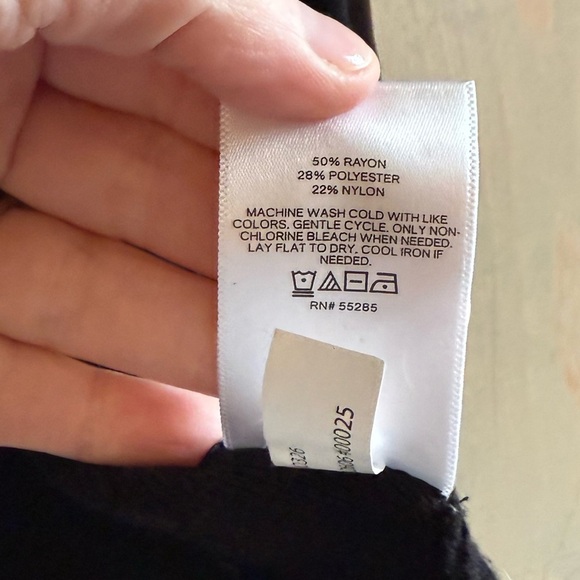 50% RAYON
28% POLYESTER
22% NYLON
MACHINE WASH COLD WITH LIKE
COLORS. GENTLE CYCLE. ONLY NON-
CHLORINE BLEACH WHEN NEEDED.
LAY FLAT TO DRY. COOL IRON IF
NEEDED.
RN# 55285
#00025